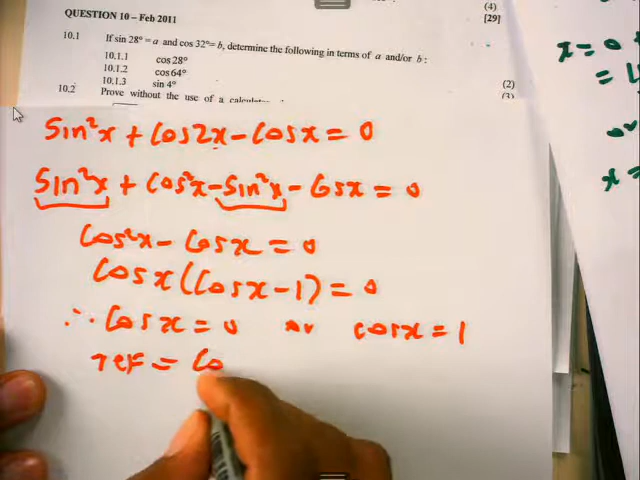 QUESTION 10 – Feb 2011
(4)
[29]
10.1 If sin 28° = a and cos 32° = b, determine the following in terms of a and/or b :
10.1.1 cos 28°
10.1.2 cos 64°
10.1.3 sin 4°
(2)
(3)
10.2 Prove without the use of a
sin²x + cos2x – cosx = 0
sin²x + cos²x – sin²x – cosx = 0
cos²x – cosx = 0
cosx(cosx – 1) = 0
∴ cosx = 0 or cosx = 1
ref = co
x = 0 +
=
or
x =